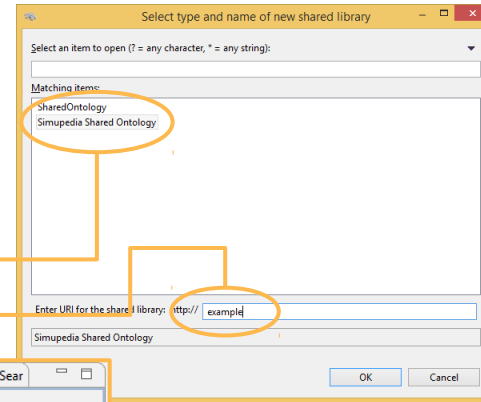 Select type and name of new shared library
Select an item to open (? = any character, * = any string):
Matching items:
SharedOntology
Simupedia Shared Ontology
Enter URI for the shared library: http:// example
Simupedia Shared Ontology
Sear
OK Cancel